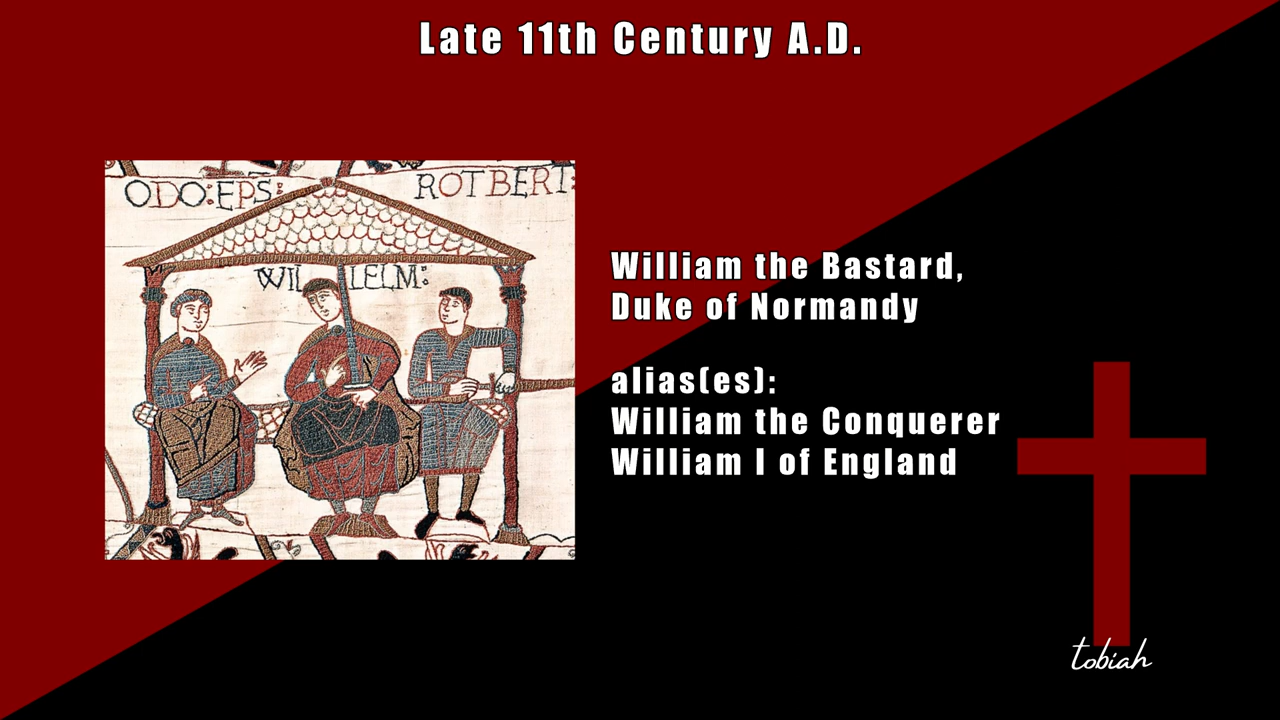 Late 11th Century A.D.
ODO:EPS:
ROTBERT:
WILLELM:
William the Bastard,
Duke of Normandy
alias(es):
William the Conquerer
William I of England
tobiah